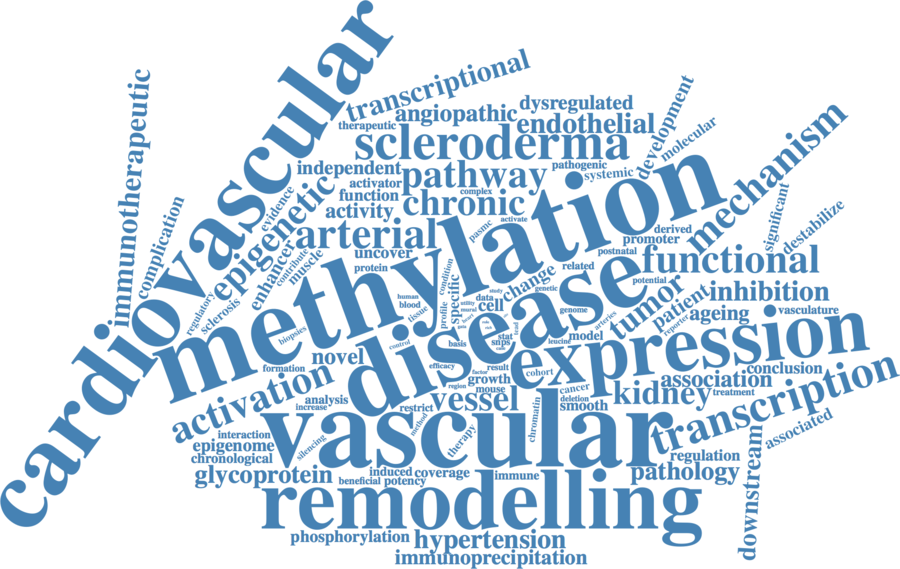 cardiovascular
immunotherapeutic
complication
transcriptional
angiopathic
dysregulated
therapeutic
endothelial
development
molecular
scleroderma
independent
pathway
pathogenic
systemic
mechanism
activator
complex
function
chronic
evidence
epigenetic
activity
activate
pasmc
methylation
arterial
derived
promoter
significant
destabilize
enhancer
contribute
muscle
uncover
postnatal
functional
protein
condition
related
change
potential
regulatory
sclerosis
specific
study
genetic
utility
data
cell
human
blood
mural
tumor
patient
inhibition
profile
tissue
genome
arteries
reporter
ageing
vasculature
biopsies
control
disease
basis
stat
snps
leucine
model
expression
novel
formation
efficacy
result
factor
cohort
conclusion
activation
region
growth
mouse
cancer
association
treatment
analysis
increase
restrict
vessel
chromatin
deletion
smooth
kidney
transcription
interaction
silencing
method
therapy
vascular
associated
epigenome
chronological
regulation
glycoprotein
induced
coverage
immune
pathology
beneficial
potency
downstream
remodelling
phosphorylation
hypertension
immunoprecipitation